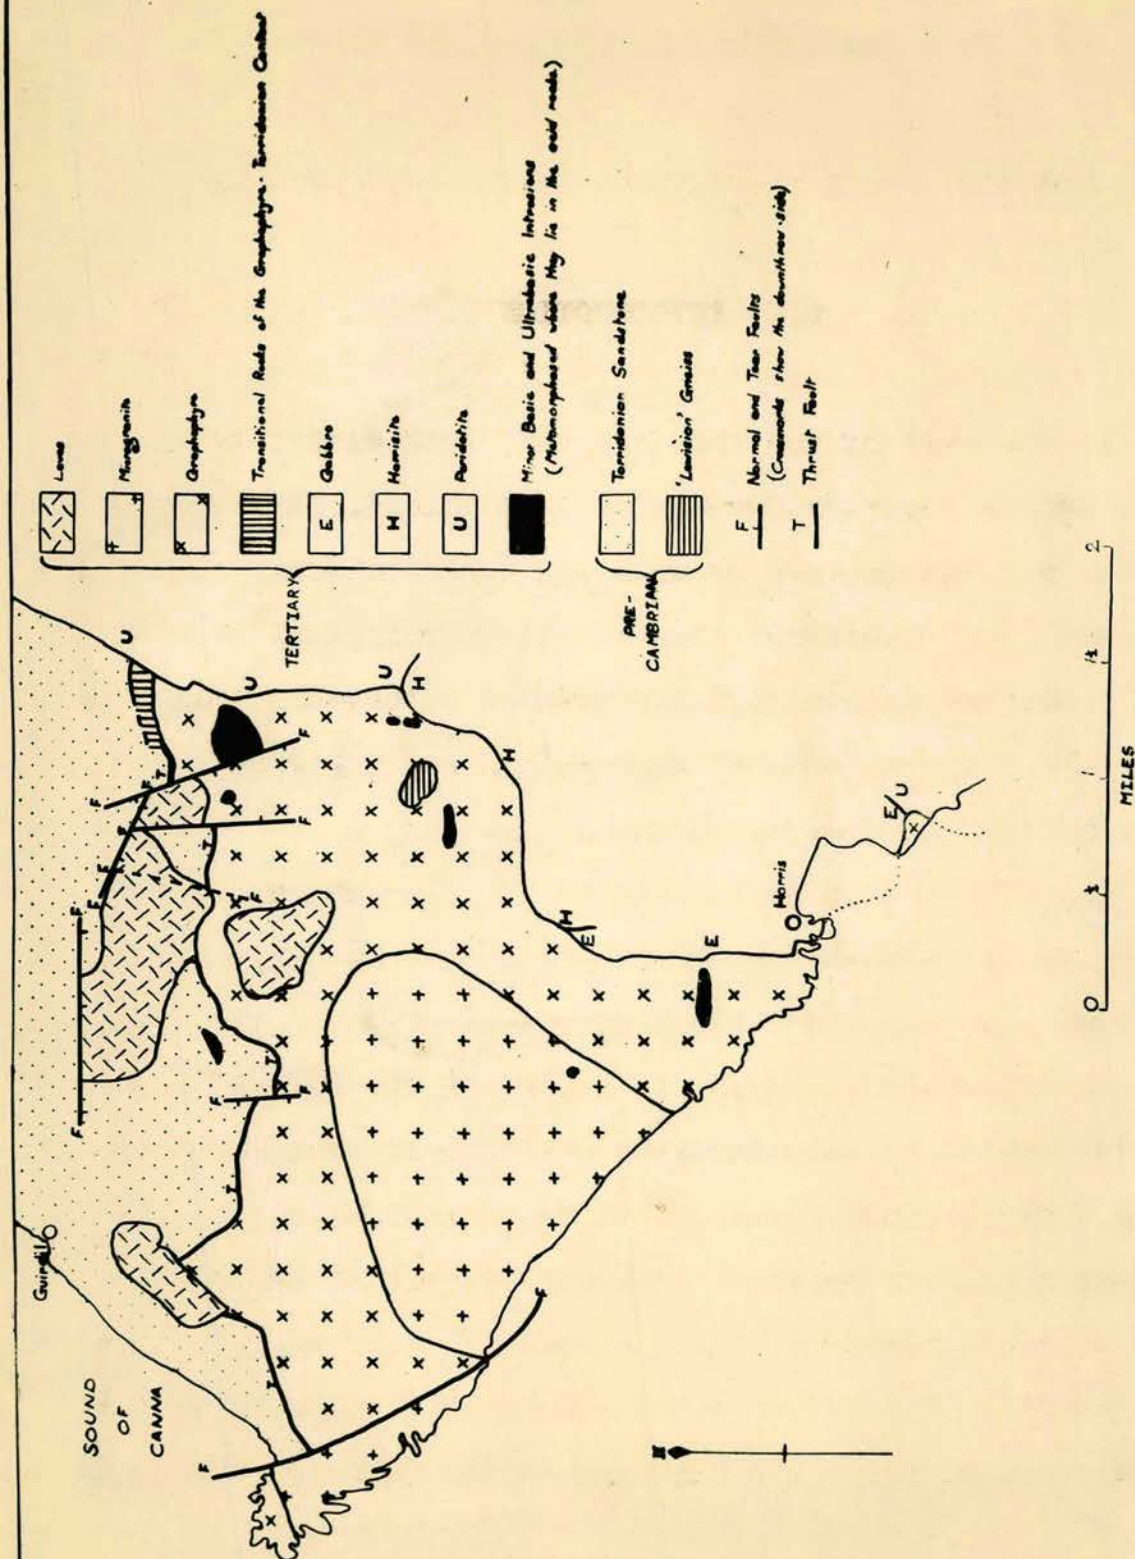 SOUND
OF
CANNA
Guirdil
Harris
N
TERTIARY
Lavas
Microgranite
Granophyre
Transitional Rocks of the Granophyre-Torridonian Contact
E Gabbro
H Harrisite
U Peridotite
Minor Basic and Ultrabasic Intrusions
(Metamorphosed where they lie in the acid rocks)
PRE-
CAMBRIAN
Torridonian Sandstone
'Lewisian' Gneiss
F Normal and Tear Faults
(Crossmarks show the downthrow side)
T Thrust Fault
U
U
U
H
H
H
E
E
E/U
F
F
F
F
F
F
F
T
T
T
T
T
0 ½ 1 1½ 2
MILES